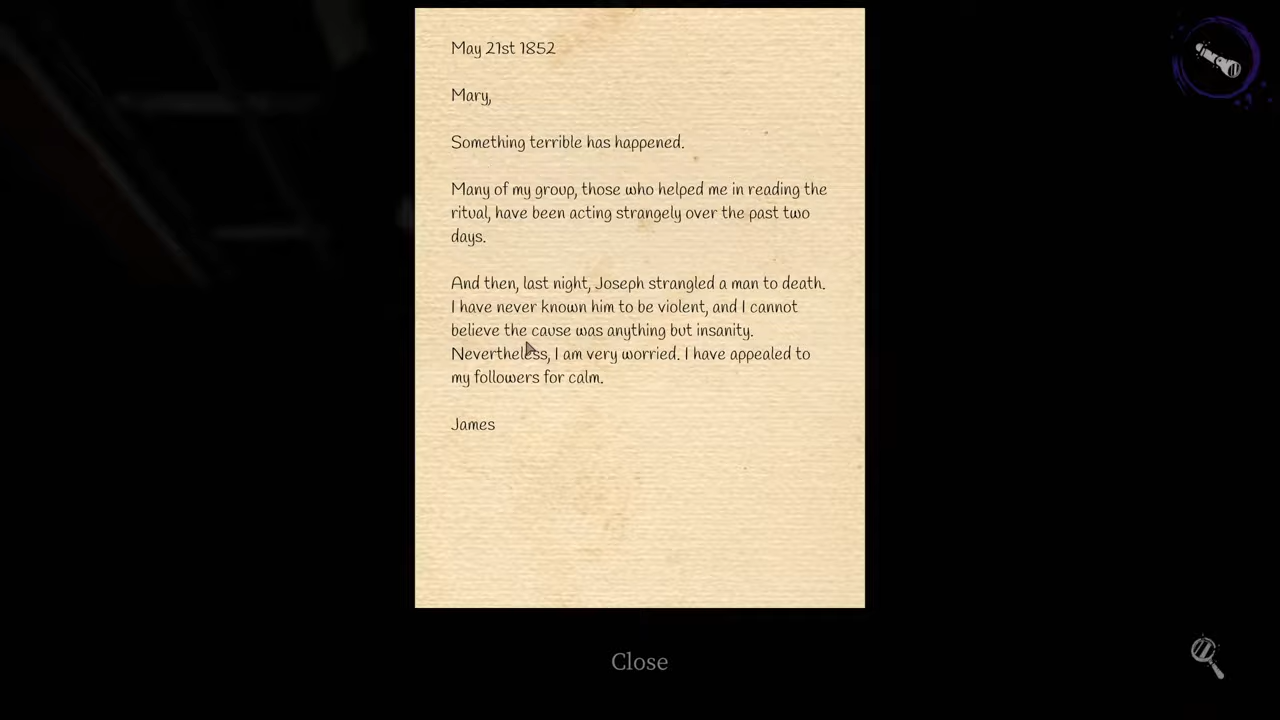 May 21st 1852
Mary,
Something terrible has happened.
Many of my group, those who helped me in reading the
ritual, have been acting strangely over the past two
days.
And then, last night, Joseph strangled a man to death.
I have never known him to be violent, and I cannot
believe the cause was anything but insanity.
Nevertheless, I am very worried. I have appealed to
my followers for calm.
James
Close